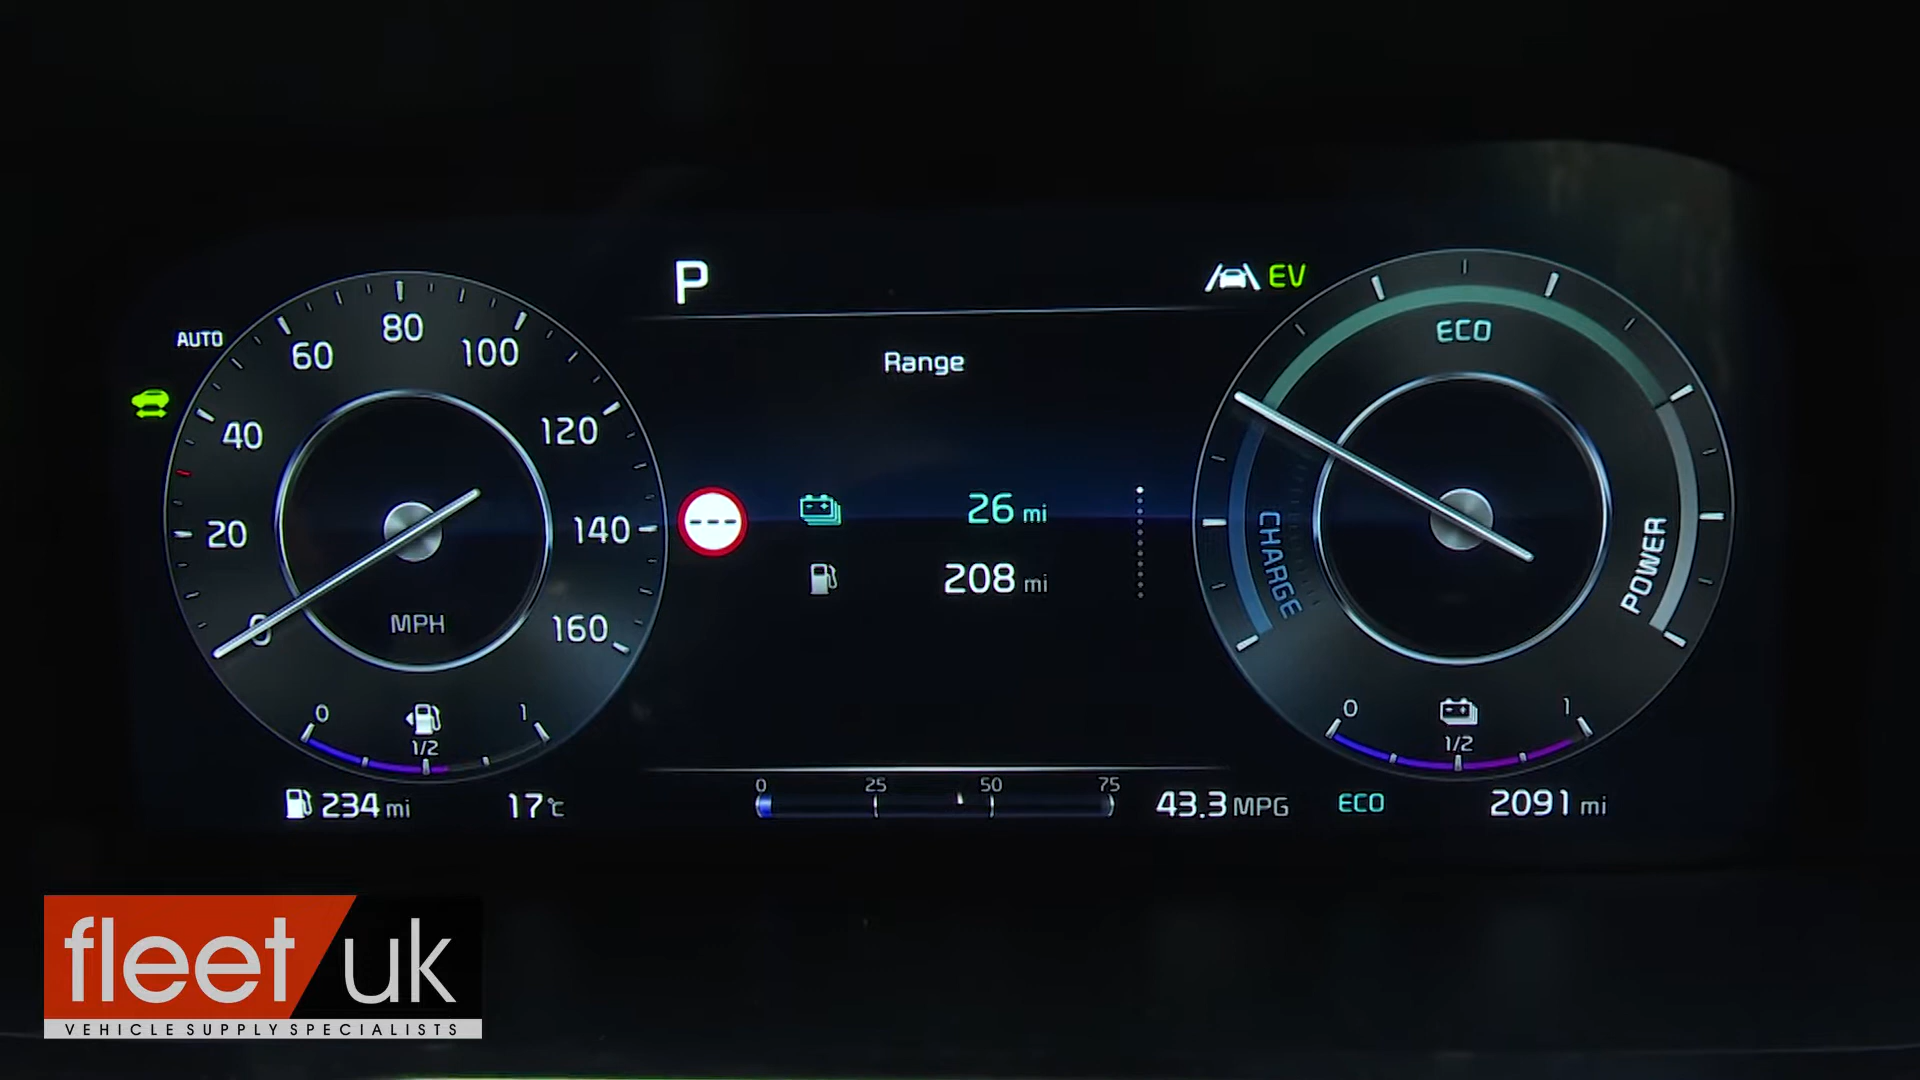 P
EV
AUTO
60
80
100
40
120
20
140
0
160
MPH
0
1/2
1
234 mi
17°C
Range
26 mi
---
208 mi
0
25
50
75
43.3 MPG
ECO
CHARGE
POWER
0
1/2
1
ECO
2091 mi
fleet uk
VEHICLE SUPPLY SPECIALISTS